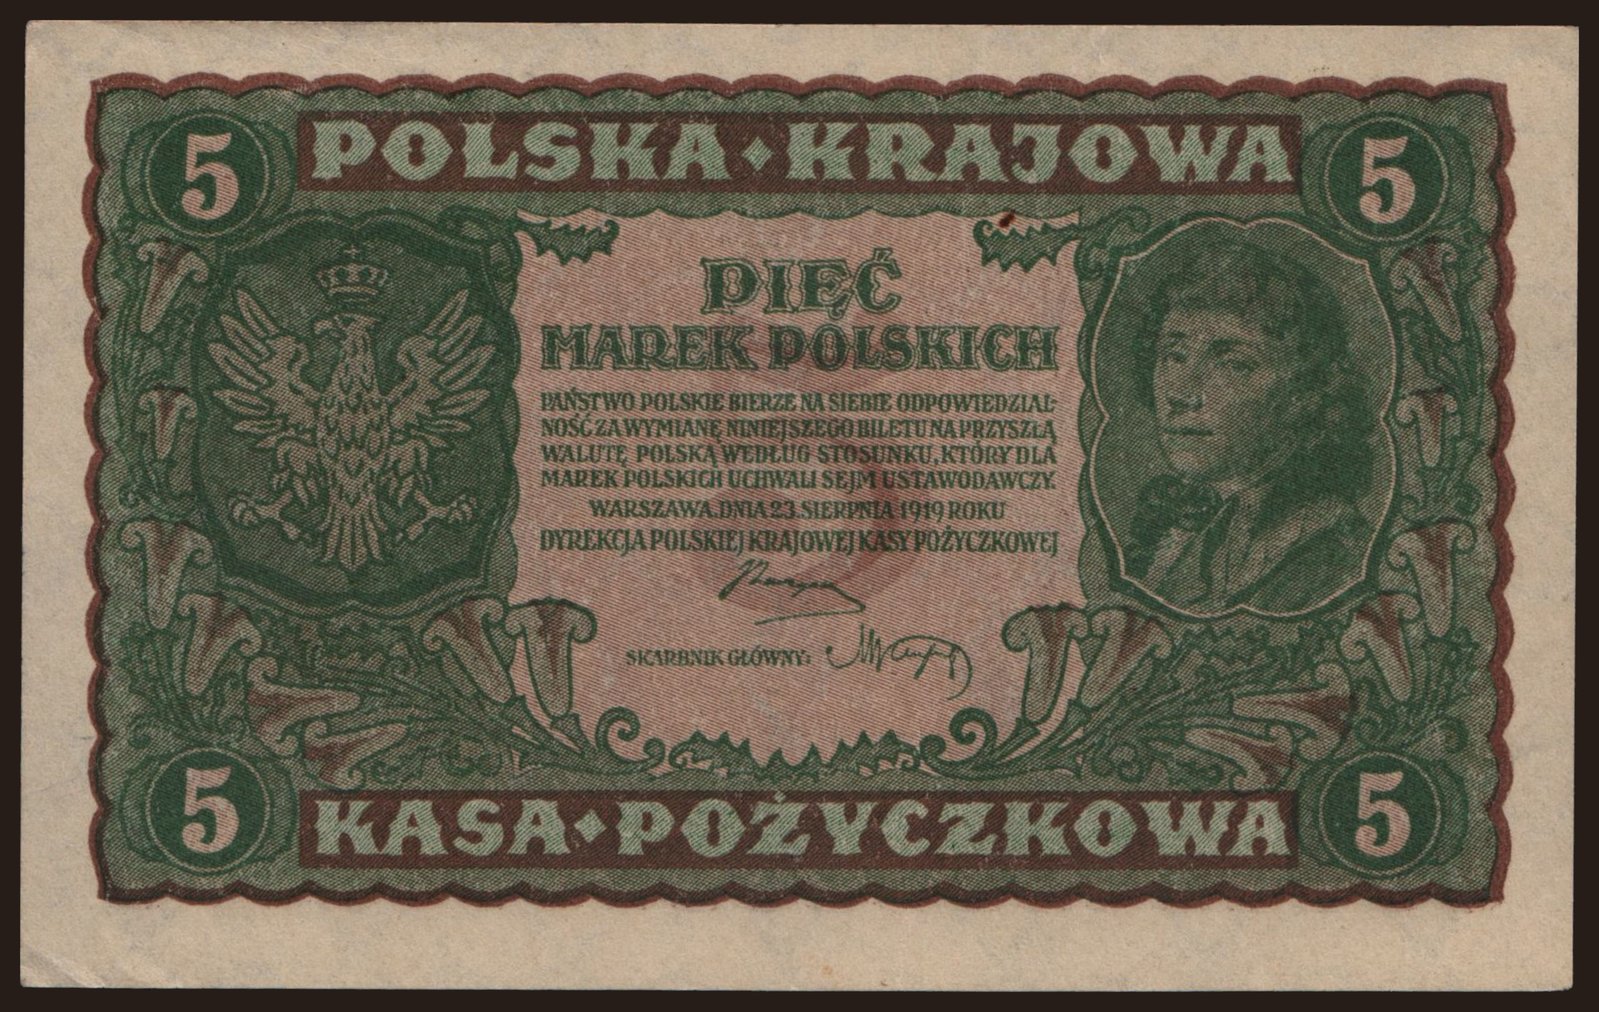 5 POLSKA • KRAJOWA 5
PIĘĆ
MAREK POLSKICH
PAŃSTWO POLSKIE BIERZE NA SIEBIE ODPOWIEDZIAL-
NOŚĆ ZA WYMIANĘ NINIEJSZEGO BILETU NA PRZYSZŁĄ
WALUTĘ POLSKĄ WEDŁUG STOSUNKU, KTÓRY DLA
MAREK POLSKICH UCHWALI SEJM USTAWODAWCZY.
WARSZAWA, DNIA 23 SIERPNIA 1919 ROKU
DYREKCJA POLSKIEJ KRAJOWEJ KASY POŻYCZKOWEJ
SKARBNIK GŁÓWNY:
5 KASA • POŻYCZKOWA 5